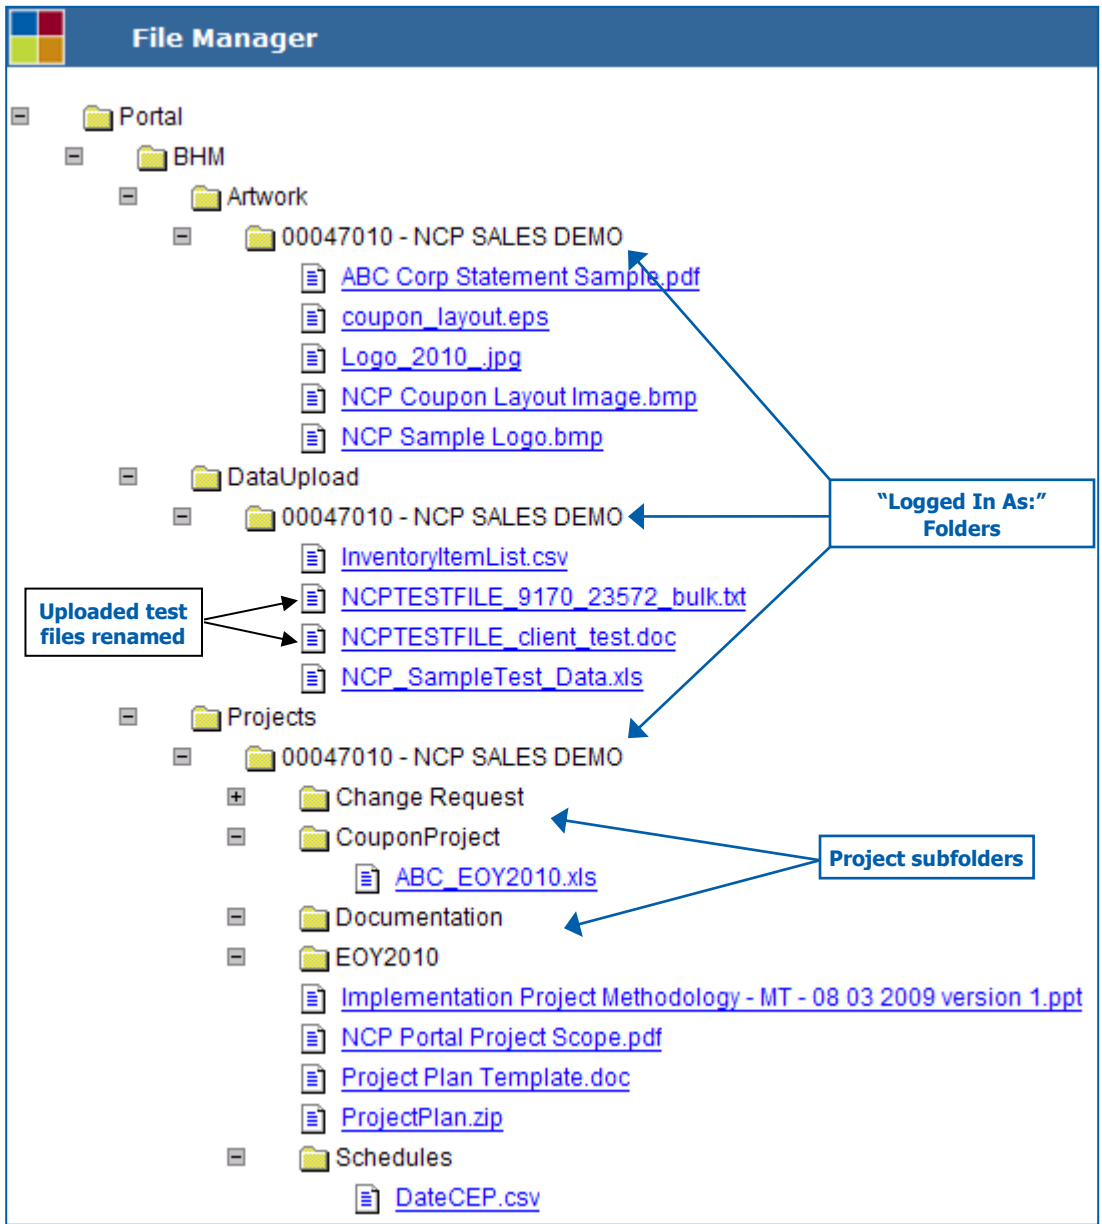 File Manager
Portal
BHM
Artwork
00047010 - NCP SALES DEMO
ABC Corp Statement Sample.pdf
coupon_layout.eps
Logo_2010_.jpg
NCP Coupon Layout Image.bmp
NCP Sample Logo.bmp
DataUpload
00047010 - NCP SALES DEMO
“Logged In As:”
Folders
InventoryItemList.csv
Uploaded test
files renamed
NCPTESTFILE_9170_23572_bulk.txt
NCPTESTFILE_client_test.doc
NCP_SampleTest_Data.xls
Projects
00047010 - NCP SALES DEMO
Change Request
CouponProject
Project subfolders
ABC_EOY2010.xls
Documentation
EOY2010
Implementation Project Methodology - MT - 08 03 2009 version 1.ppt
NCP Portal Project Scope.pdf
Project Plan Template.doc
ProjectPlan.zip
Schedules
DateCEP.csv